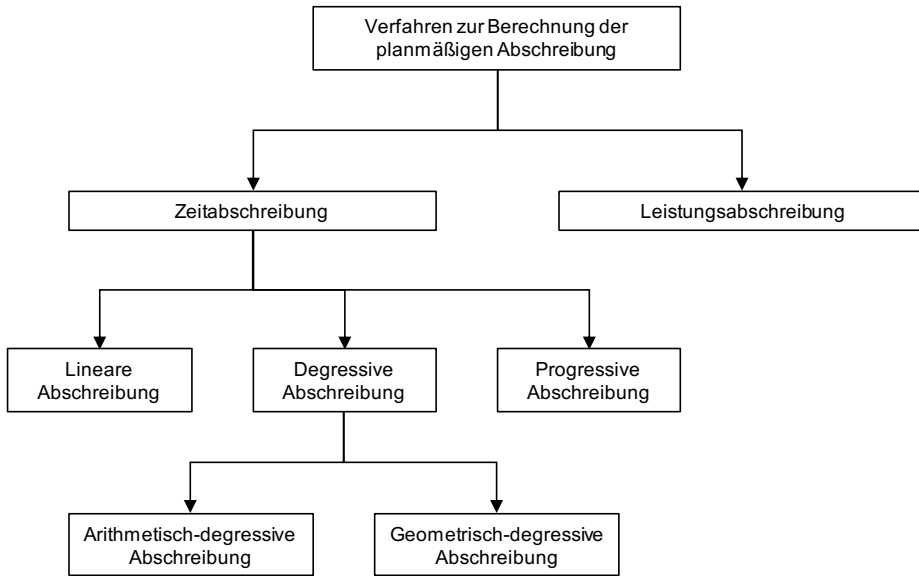 Verfahren zur Berechnung der
planmäßigen Abschreibung
Zeitabschreibung
Leistungsabschreibung
Lineare
Abschreibung
Degressive
Abschreibung
Progressive
Abschreibung
Arithmetisch-degressive
Abschreibung
Geometrisch-degressive
Abschreibung